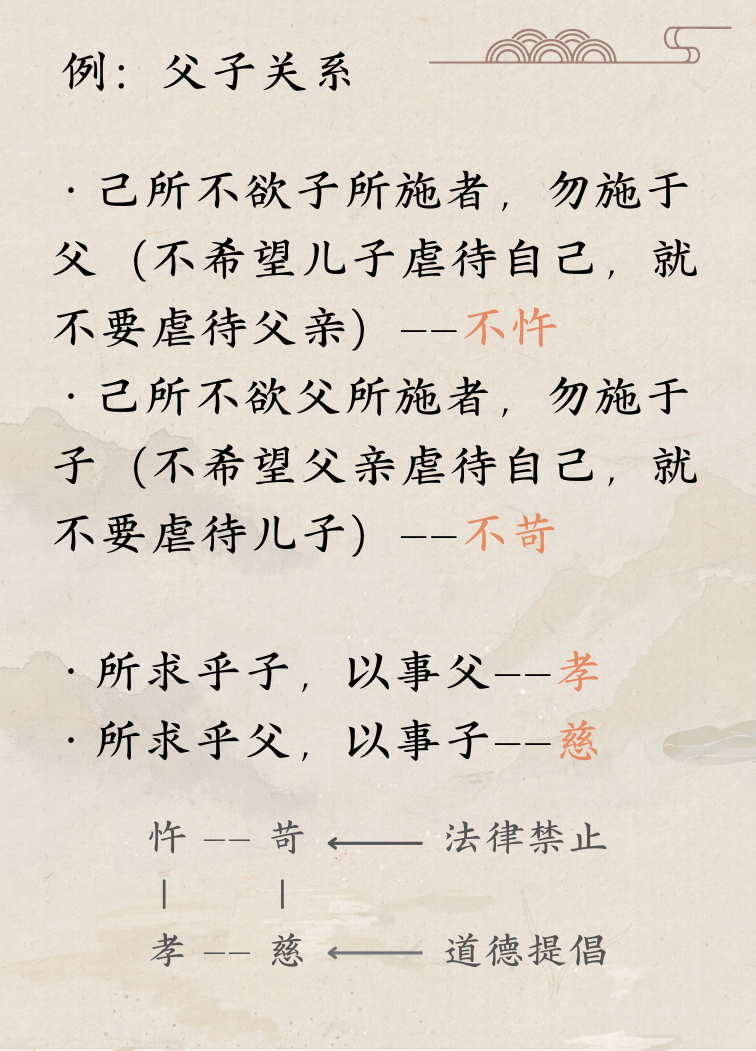 例：父子关系
·己所不欲子所施者，勿施于
父（不希望儿子虐待自己，就
不要虐待父亲）--不忤
·己所不欲父所施者，勿施于
子（不希望父亲虐待自己，就
不要虐待儿子）--不苛
·所求乎子，以事父--孝
·所求乎父，以事子--慈
忤 -- 苛 ← 法律禁止
| |
孝 -- 慈 ← 道德提倡